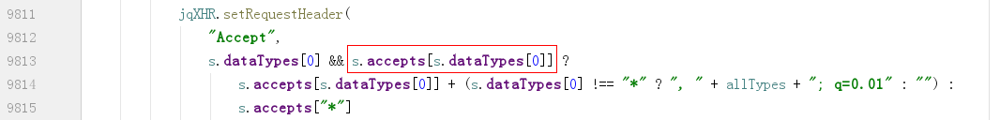 9811 jqXHR.setRequestHeader(
9812 "Accept",
9813 s.dataTypes[0] && s.accepts[s.dataTypes[0]] ?
9814 s.accepts[s.dataTypes[0]] + (s.dataTypes[0] !== "*" ? ", " + allTypes + "; q=0.01" : "") :
9815 s.accepts["*"]